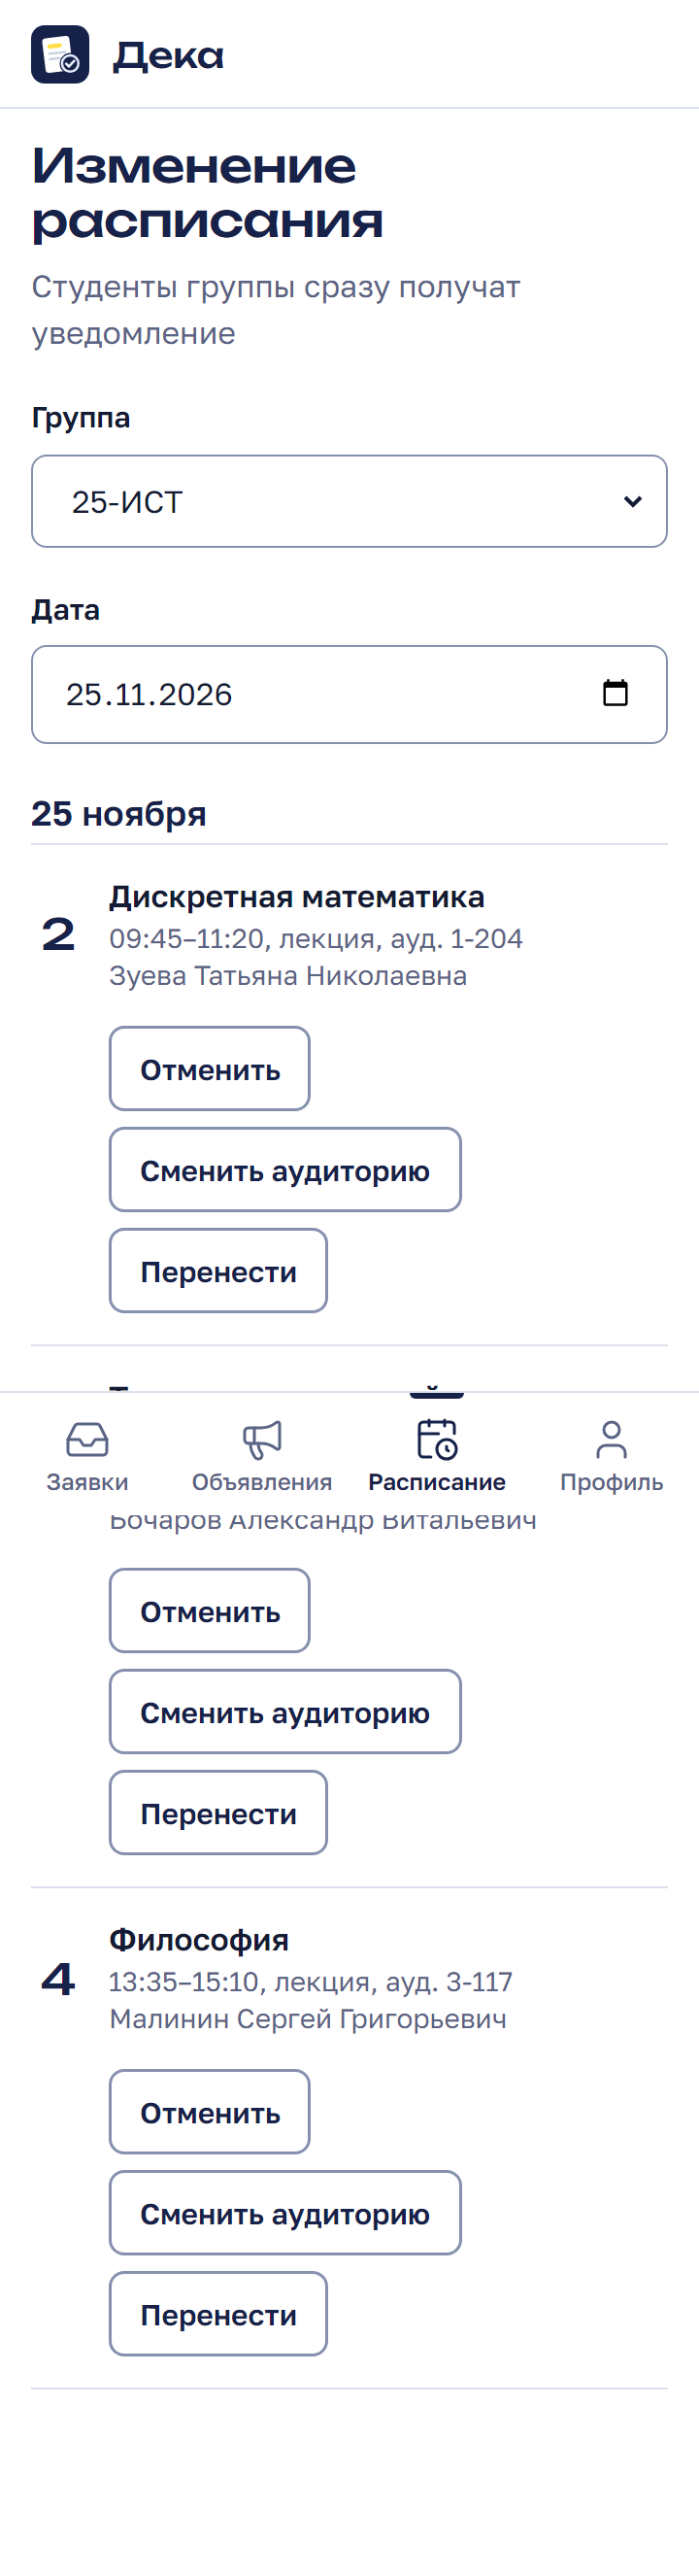 Дека
Изменение
расписания
Студенты группы сразу получат
уведомление
Группа
25-ИСТ
Дата
25.11.2026
25 ноября
2
Дискретная математика
09:45–11:20, лекция, ауд. 1-204
Зуева Татьяна Николаевна
Отменить
Сменить аудиторию
Перенести
Заявки
Объявления
Расписание
Профиль
Бочаров Александр Витальевич
Отменить
Сменить аудиторию
Перенести
4
Философия
13:35–15:10, лекция, ауд. 3-117
Малинин Сергей Григорьевич
Отменить
Сменить аудиторию
Перенести